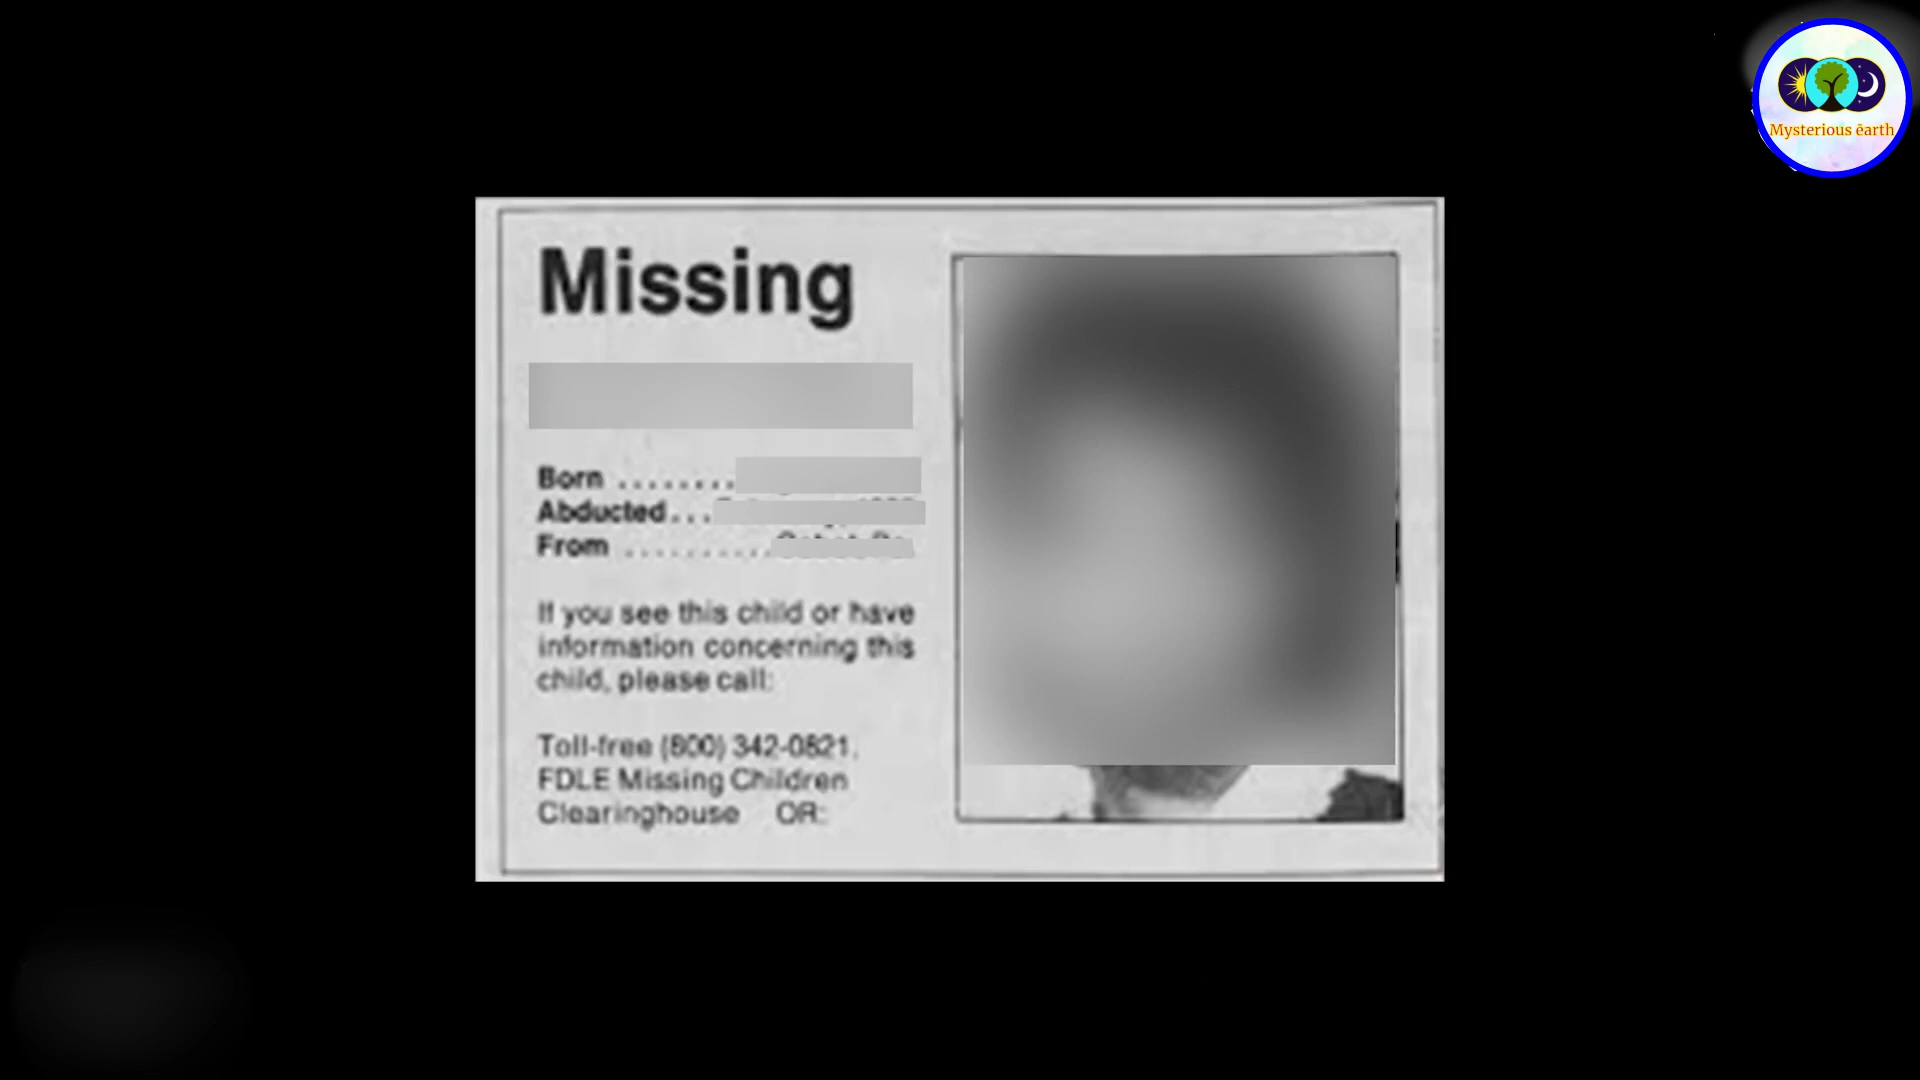 Mysterious ēarth
Missing
Born ........
Abducted...
From ..........
If you see this child or have
information concerning this
child, please call:
Toll-free (800) 342-0821.
FDLE Missing Children
Clearinghouse OR: